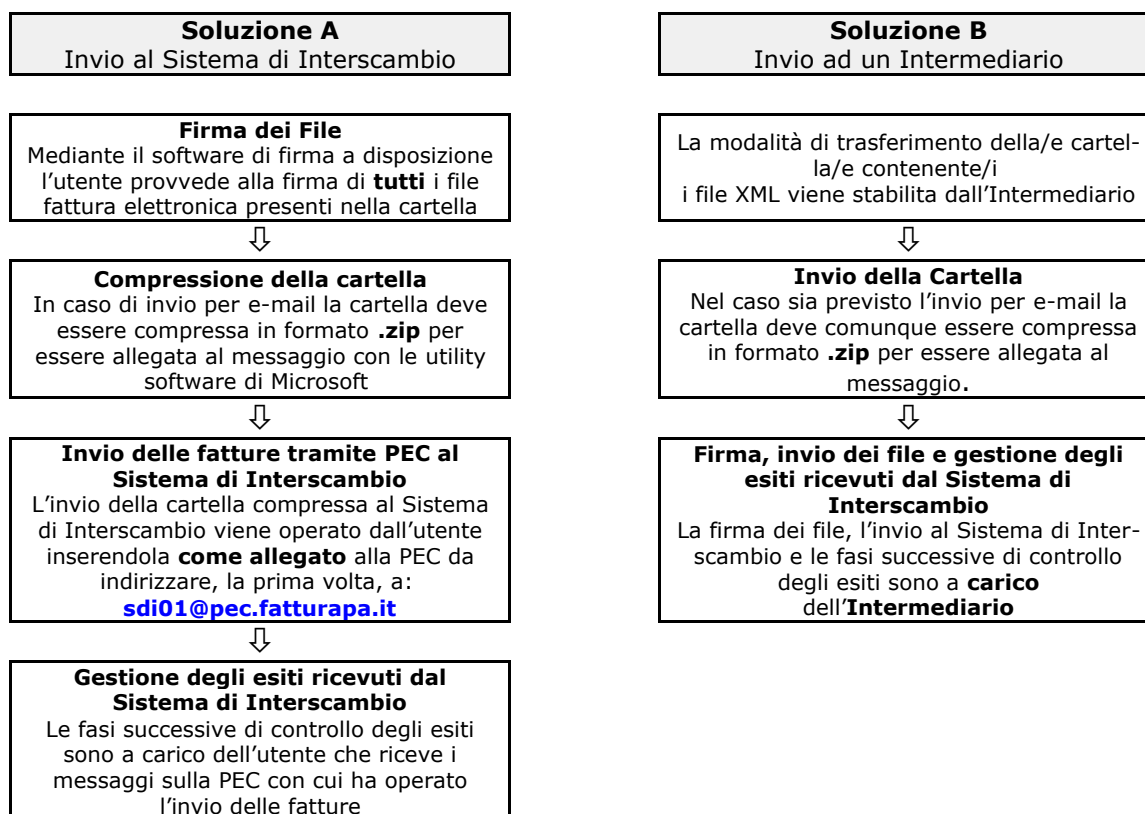 Soluzione A
Invio al Sistema di Interscambio
Firma dei File
Mediante il software di firma a disposizione
l’utente provvede alla firma di tutti i file
fattura elettronica presenti nella cartella
⇩
Compressione della cartella
In caso di invio per e-mail la cartella deve
essere compressa in formato .zip per
essere allegata al messaggio con le utility
software di Microsoft
⇩
Invio delle fatture tramite PEC al
Sistema di Interscambio
L’invio della cartella compressa al Sistema
di Interscambio viene operato dall’utente
inserendola come allegato alla PEC da
indirizzare, la prima volta, a:
sdi01@pec.fatturapa.it
⇩
Gestione degli esiti ricevuti dal
Sistema di Interscambio
Le fasi successive di controllo degli esiti
sono a carico dell’utente che riceve i
messaggi sulla PEC con cui ha operato
l’invio delle fatture
Soluzione B
Invio ad un Intermediario
La modalità di trasferimento della/e cartel-
la/e contenente/i
i file XML viene stabilita dall’Intermediario
⇩
Invio della Cartella
Nel caso sia previsto l’invio per e-mail la
cartella deve comunque essere compressa
in formato .zip per essere allegata al
messaggio.
⇩
Firma, invio dei file e gestione degli
esiti ricevuti dal Sistema di
Interscambio
La firma dei file, l’invio al Sistema di Inter-
scambio e le fasi successive di controllo
degli esiti sono a carico
dell’Intermediario